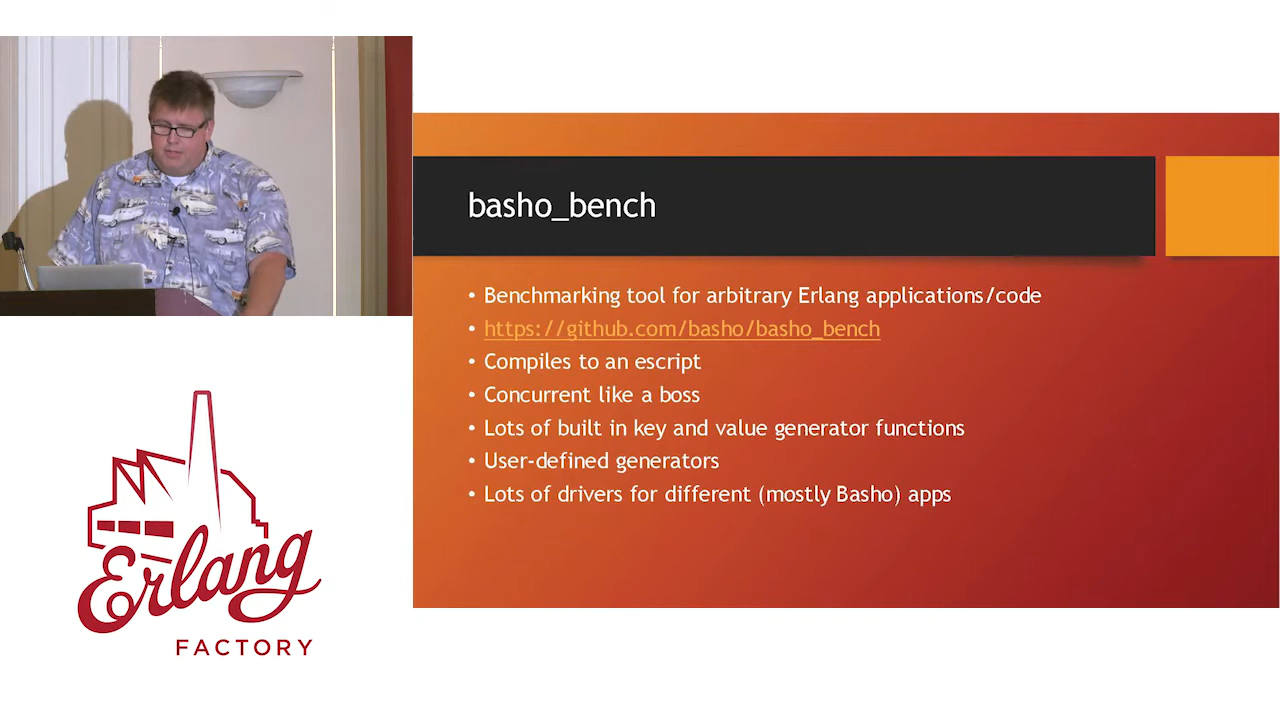 basho_bench
• Benchmarking tool for arbitrary Erlang applications/code
• https://github.com/basho/basho_bench
• Compiles to an escript
• Concurrent like a boss
• Lots of built in key and value generator functions
• User-defined generators
• Lots of drivers for different (mostly Basho) apps
Erlang
FACTORY